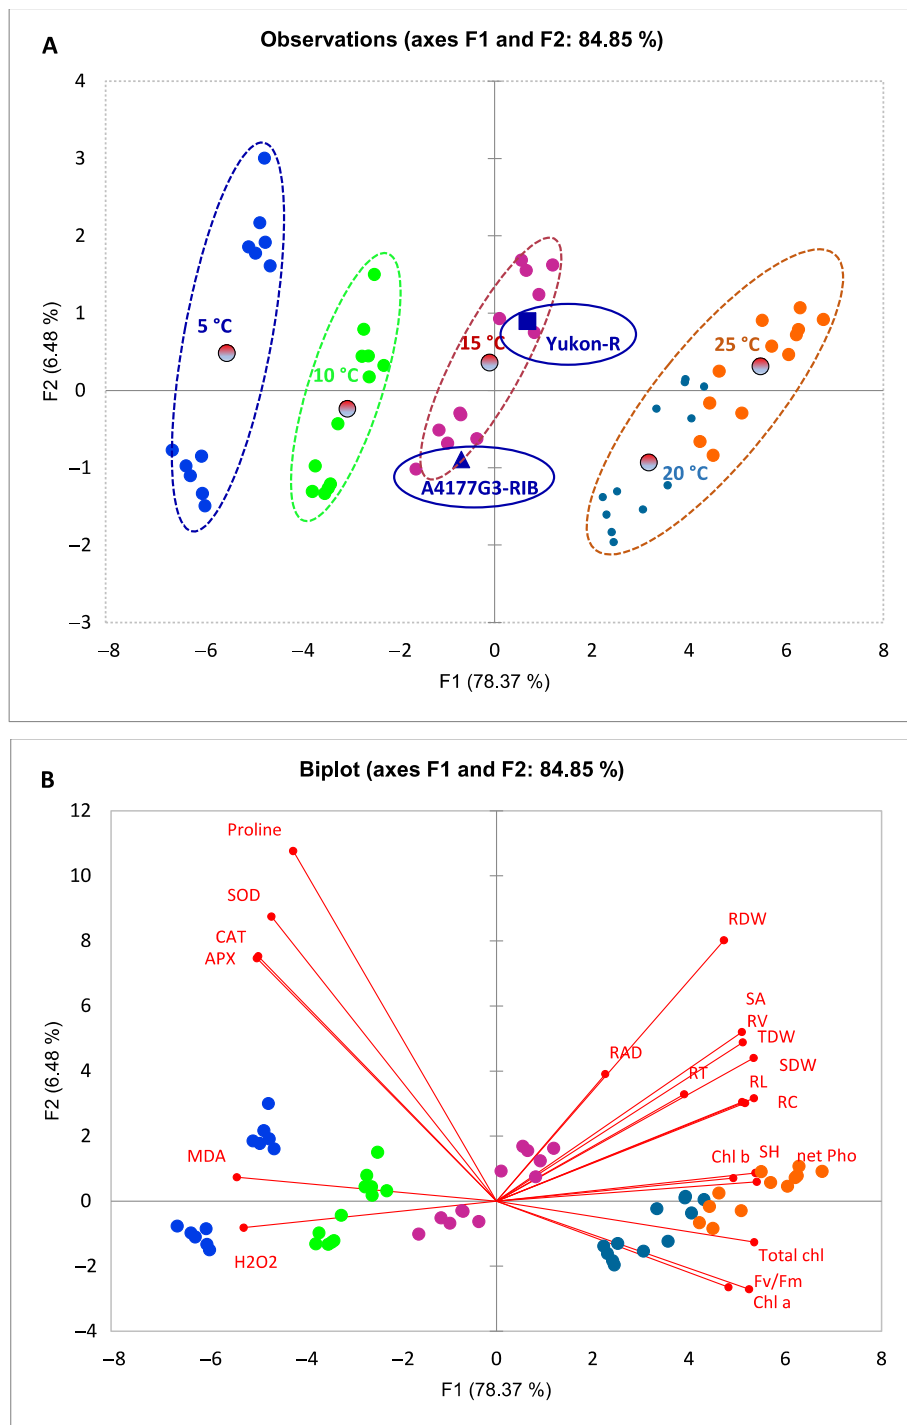 A
Observations (axes F1 and F2: 84.85 %)
4
3
2
1
0
−1
−2
−3
F2 (6.48 %)
5 °C
10 °C
15 °C
Yukon-R
25 °C
A4177G3-RIB
20 °C
−8 −6 −4 −2 0 2 4 6 8
F1 (78.37 %)
B
Biplot (axes F1 and F2: 84.85 %)
12
10
8
6
4
2
0
−2
−4
F2 (6.48 %)
Proline
SOD
CAT
APX
RDW
SA
RV
TDW
RAD
SDW
RT
RL
RC
MDA
Chl b
SH
net Pho
H2O2
Total chl
Fv/Fm
Chl a
−8 −6 −4 −2 0 2 4 6 8
F1 (78.37 %)